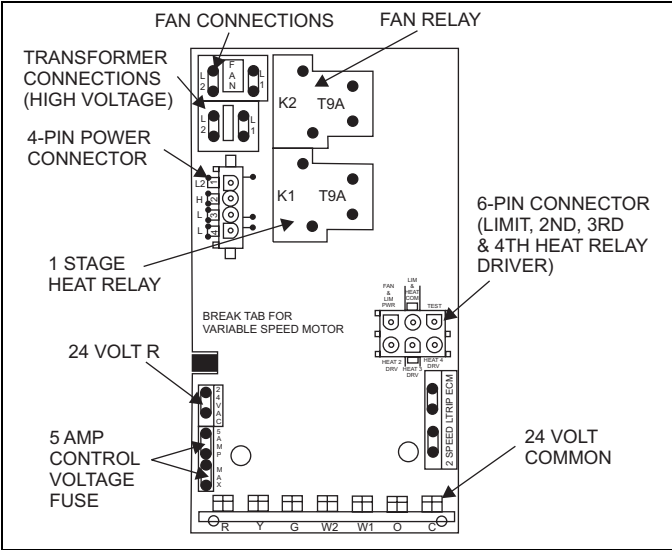 FAN CONNECTIONS
FAN RELAY
TRANSFORMER
CONNECTIONS
(HIGH VOLTAGE)
L2
FAN
L1
L2
L1
K2 T9A
4-PIN POWER
CONNECTOR
L2 1
H 2
L 3
L 4
K1 T9A
6-PIN CONNECTOR
(LIMIT, 2ND, 3RD
& 4TH HEAT RELAY
DRIVER)
1 STAGE
HEAT RELAY
FAN
&
LIM
PWR
LIM
&
HEAT
COM
TEST
BREAK TAB FOR
VARIABLE SPEED MOTOR
HEAT 2
DRV
HEAT 3
DRV
HEAT 4
DRV
24 VOLT R
24VAC
5AMP MAX
2 SPEED LTRIP ECM
5 AMP
CONTROL
VOLTAGE
FUSE
24 VOLT
COMMON
R Y G W2 W1 O C